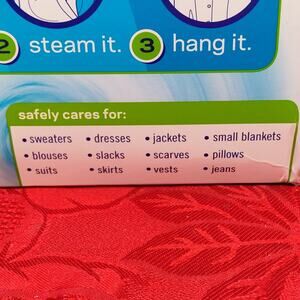 2 steam it. 3 hang it.
safely cares for:
• sweaters • dresses • jackets • small blankets
• blouses • slacks • scarves • pillows
• suits • skirts • vests • jeans